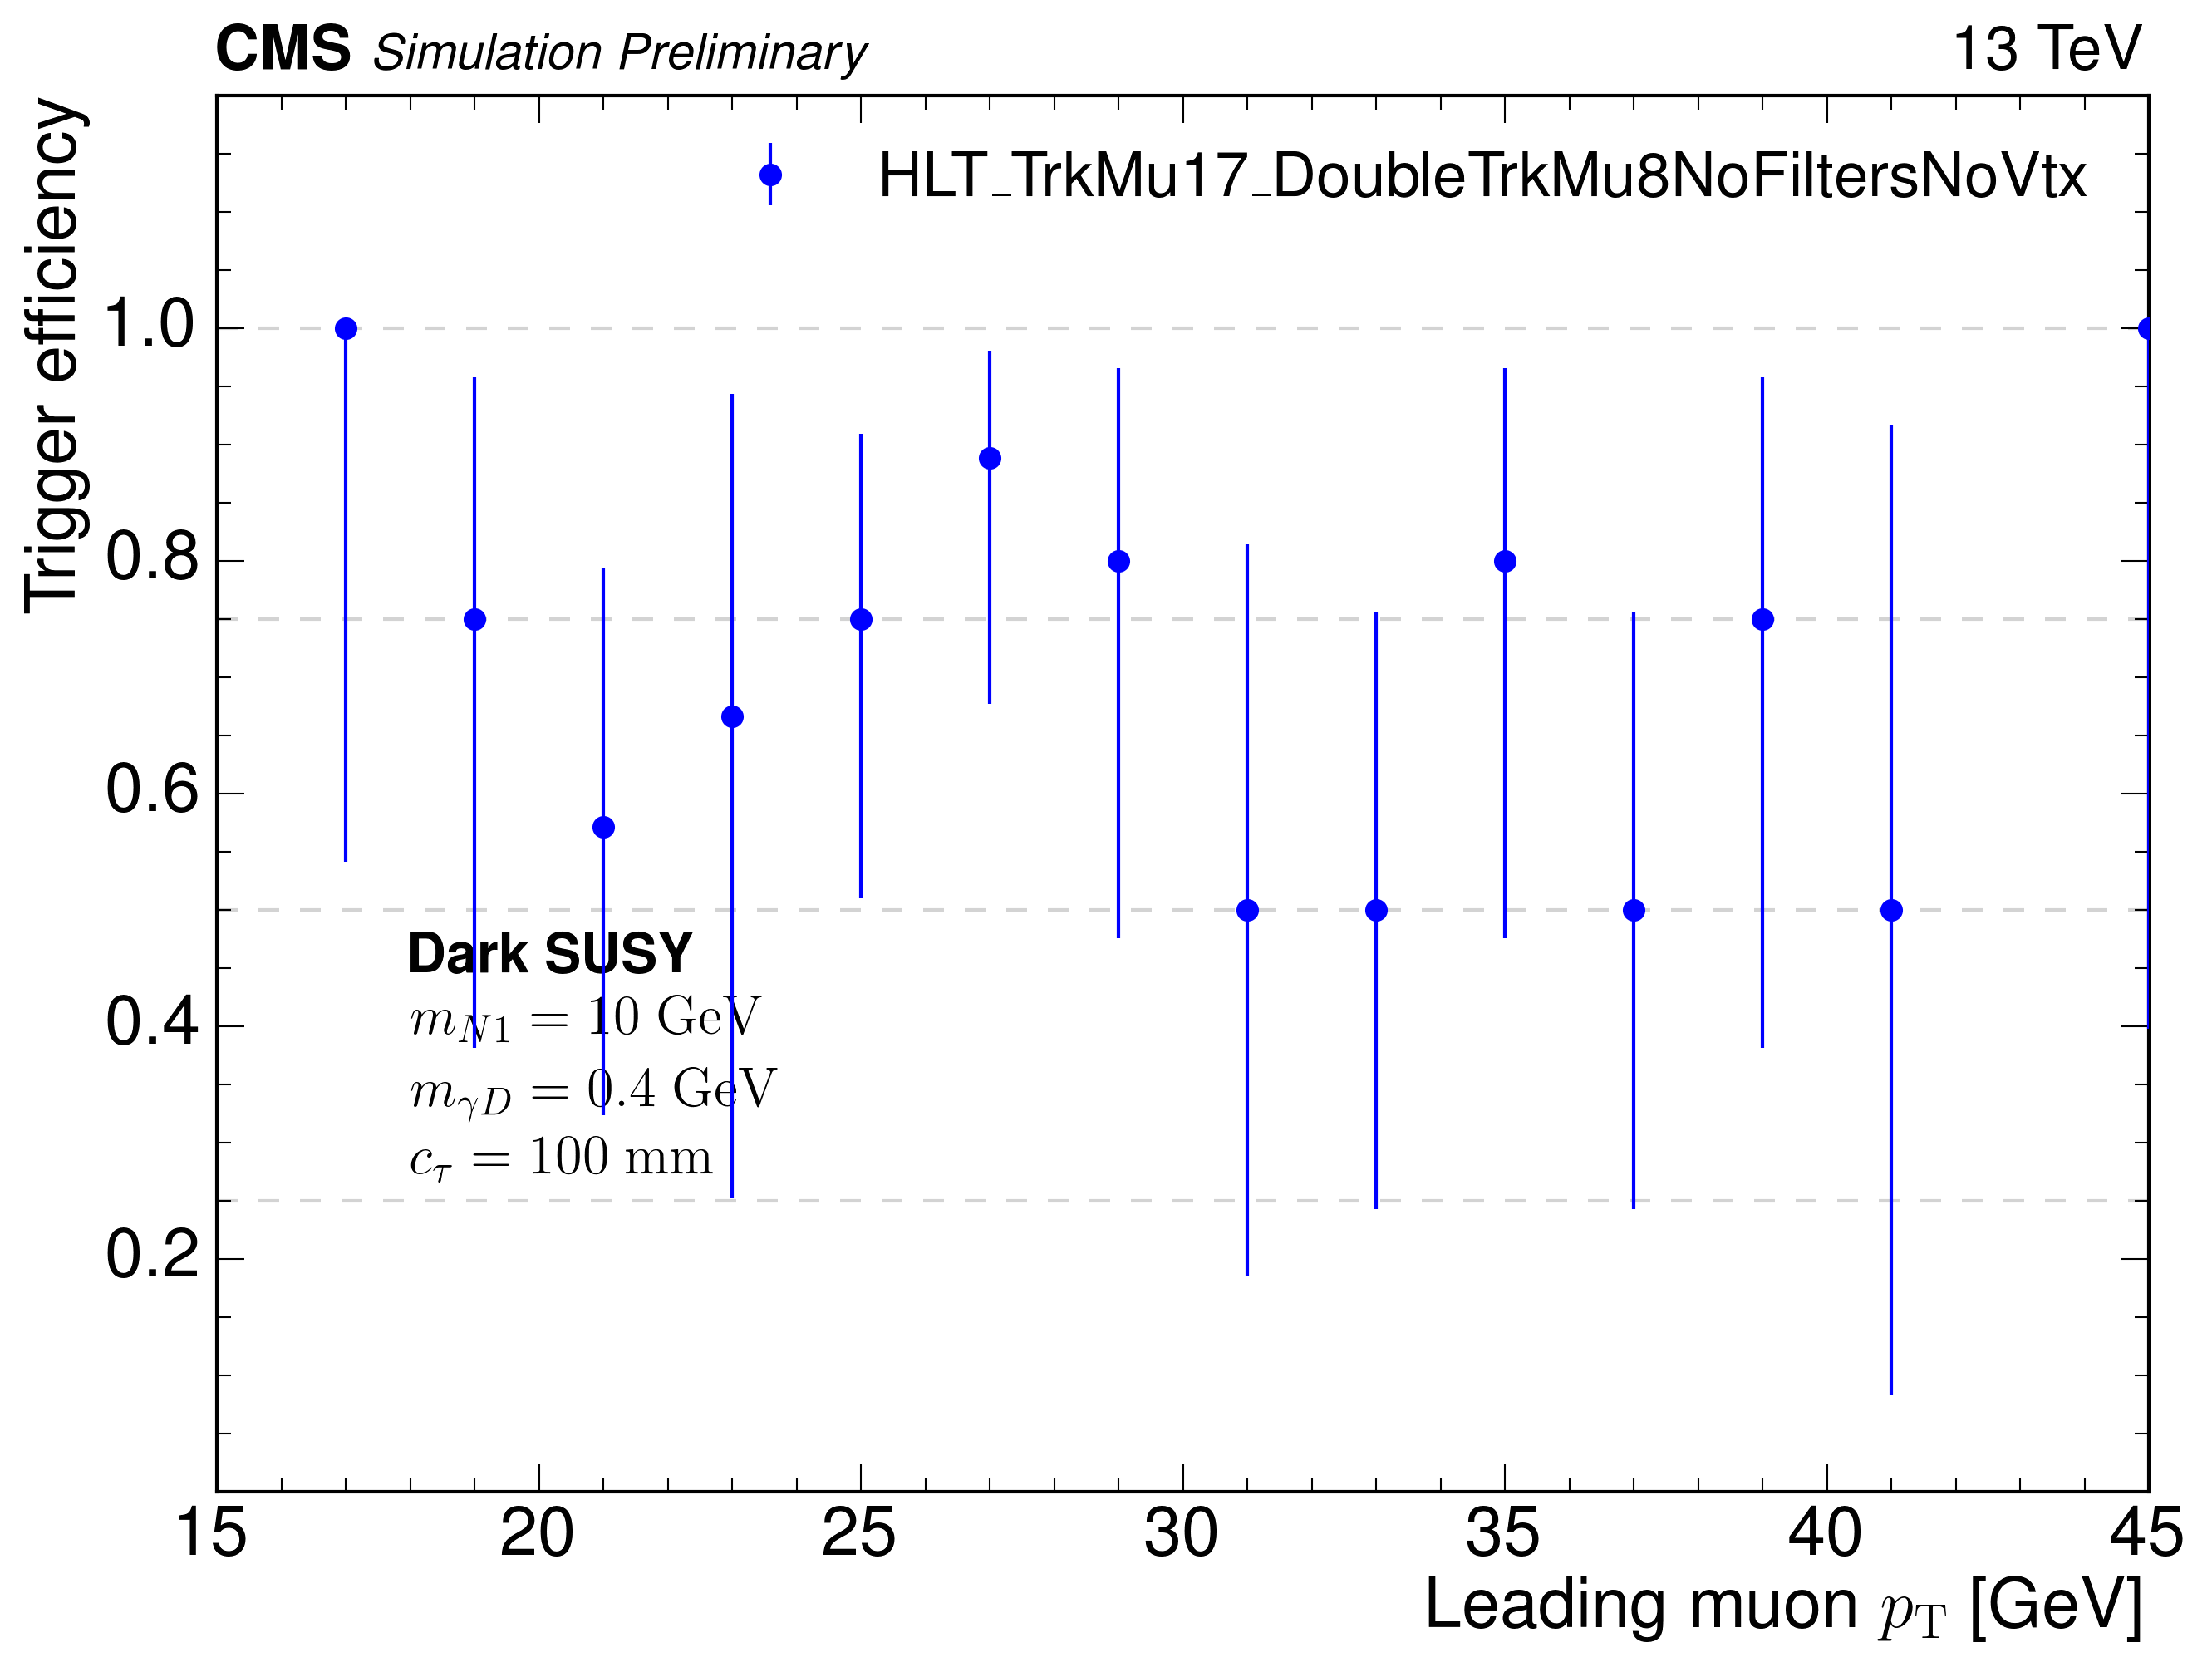 CMS Simulation Preliminary 13 TeV
HLT_TrkMu17_DoubleTrkMu8NoFiltersNoVtx
Trigger efficiency
1.0
0.8
0.6
0.4
0.2
Dark SUSY
m_{N1} = 10 GeV
m_{γD} = 0.4 GeV
c_τ = 100 mm
15 20 25 30 35 40 45
Leading muon p_T [GeV]